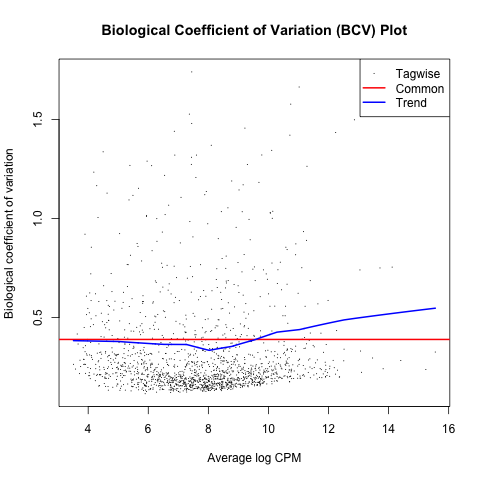 Biological Coefficient of Variation (BCV) Plot
Tagwise
Common
Trend
Biological coefficient of variation
1.5
1.0
0.5
4 6 8 10 12 14 16
Average log CPM